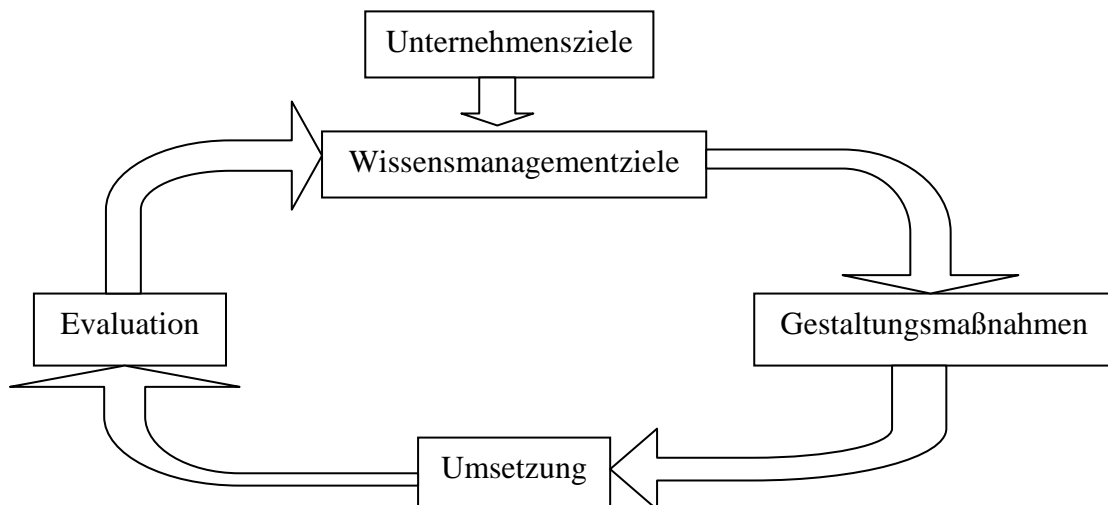 Unternehmensziele
Wissensmanagementziele
Evaluation
Gestaltungsmaßnahmen
Umsetzung